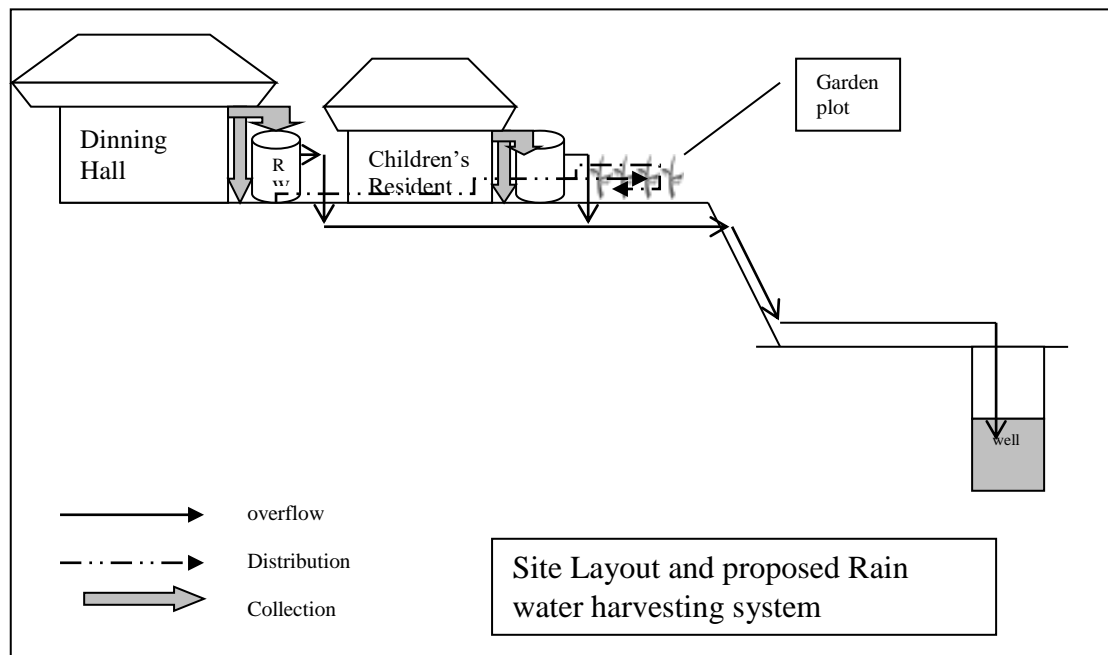 Garden
plot
Dinning
Hall
R
W
Children's
Resident
well
overflow
Distribution
Collection
Site Layout and proposed Rain
water harvesting system